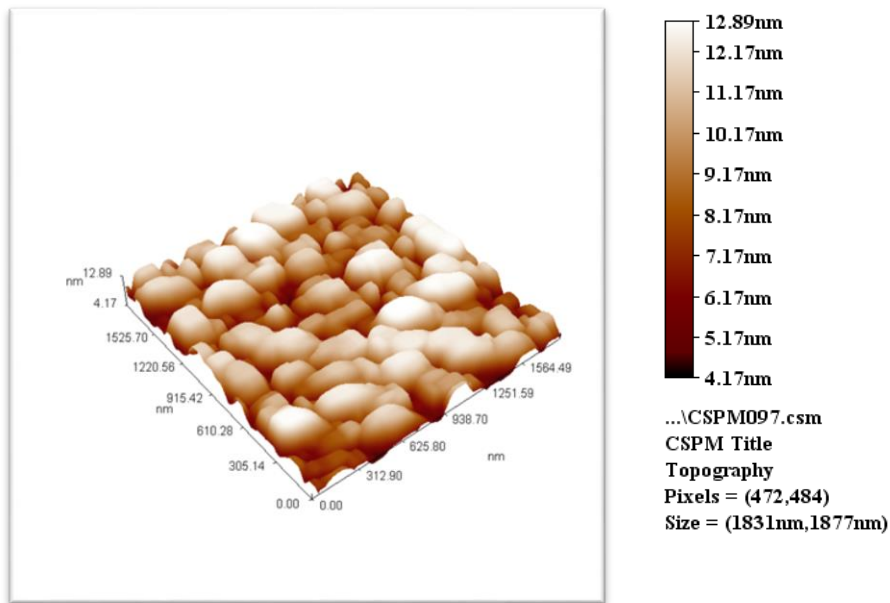 12.89nm
12.17nm
11.17nm
10.17nm
9.17nm
8.17nm
7.17nm
6.17nm
5.17nm
4.17nm
nm
12.89
4.17
1525.70
1220.56
915.42
nm
610.28
305.14
0.00
0.00
312.90
625.80
nm
938.70
1251.59
1564.49
...\CSPM097.csm
CSPM Title
Topography
Pixels = (472,484)
Size = (1831nm,1877nm)